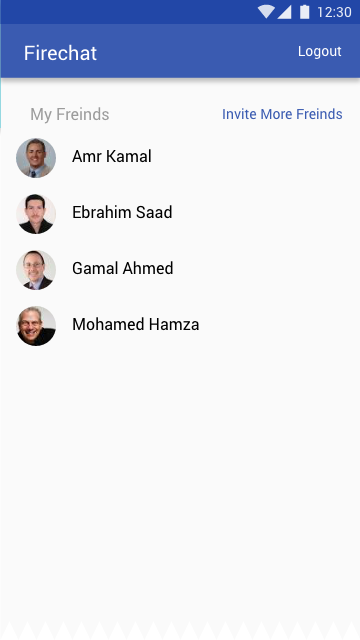 12:30
Firechat
Logout
My Freinds
Invite More Freinds
Amr Kamal
Ebrahim Saad
Gamal Ahmed
Mohamed Hamza